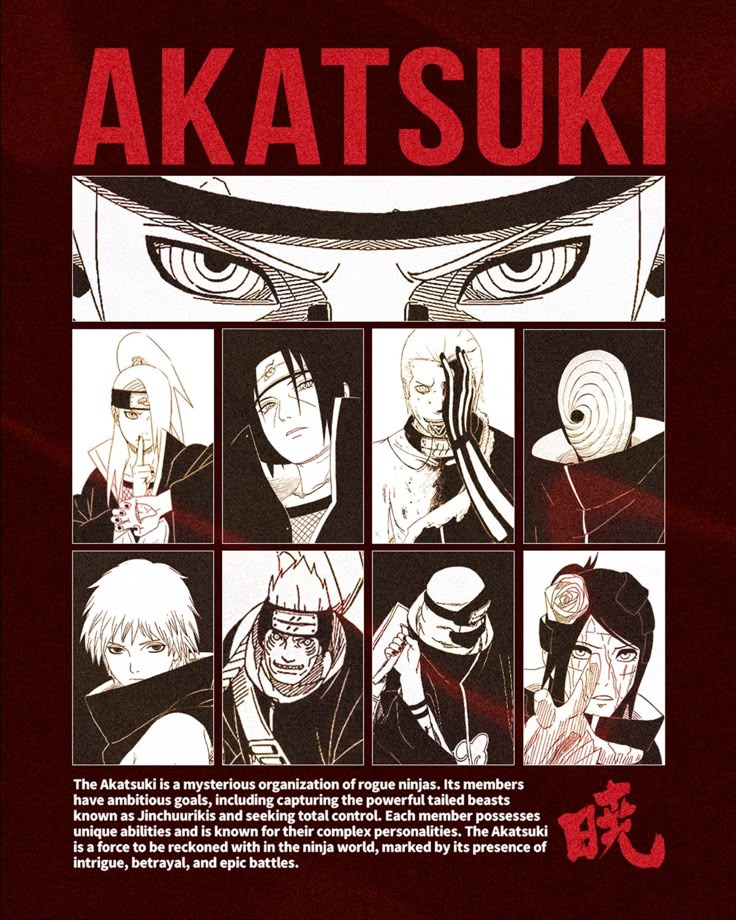 AKATSUKI
The Akatsuki is a mysterious organization of rogue ninjas. Its members
have ambitious goals, including capturing the powerful tailed beasts
known as Jinchuurikis and seeking total control. Each member possesses
unique abilities and is known for their complex personalities. The Akatsuki
is a force to be reckoned with in the ninja world, marked by its presence of
intrigue, betrayal, and epic battles.
暁